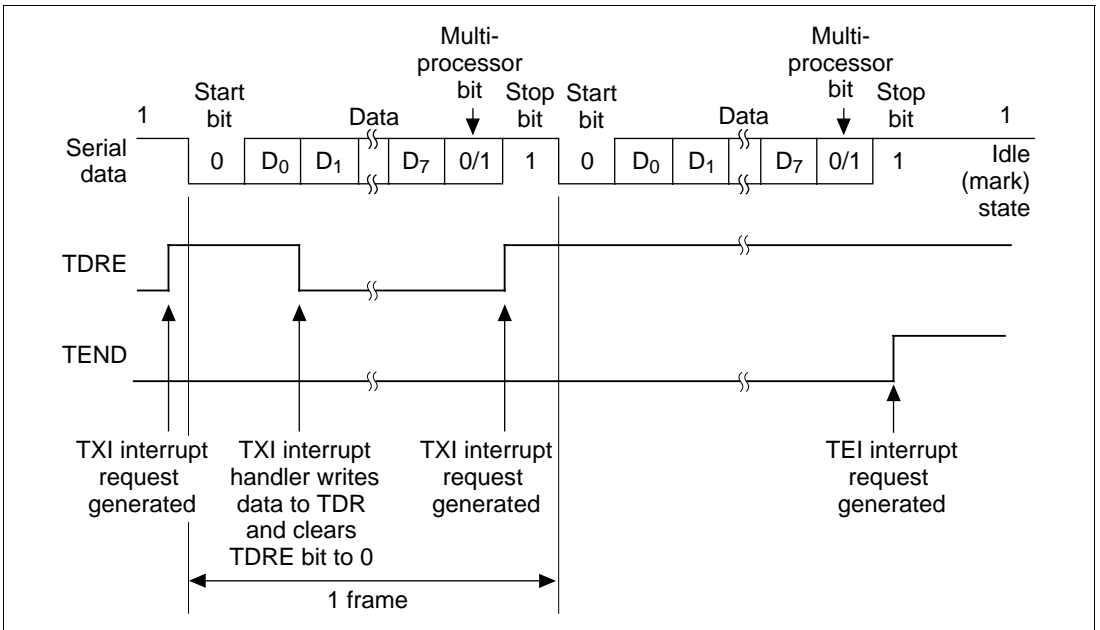 Multi-
processor
bit
Multi-
processor
bit
1
Start
bit
Data
Stop
bit
Start
bit
Data
Stop
bit
1
Serial
data
0 D0 D1 D7 0/1 1 0 D0 D1 D7 0/1 1
Idle
(mark)
state
TDRE
TEND
TXI interrupt
request
generated
TXI interrupt
handler writes
data to TDR
and clears
TDRE bit to 0
TXI interrupt
request
generated
TEI interrupt
request
generated
1 frame